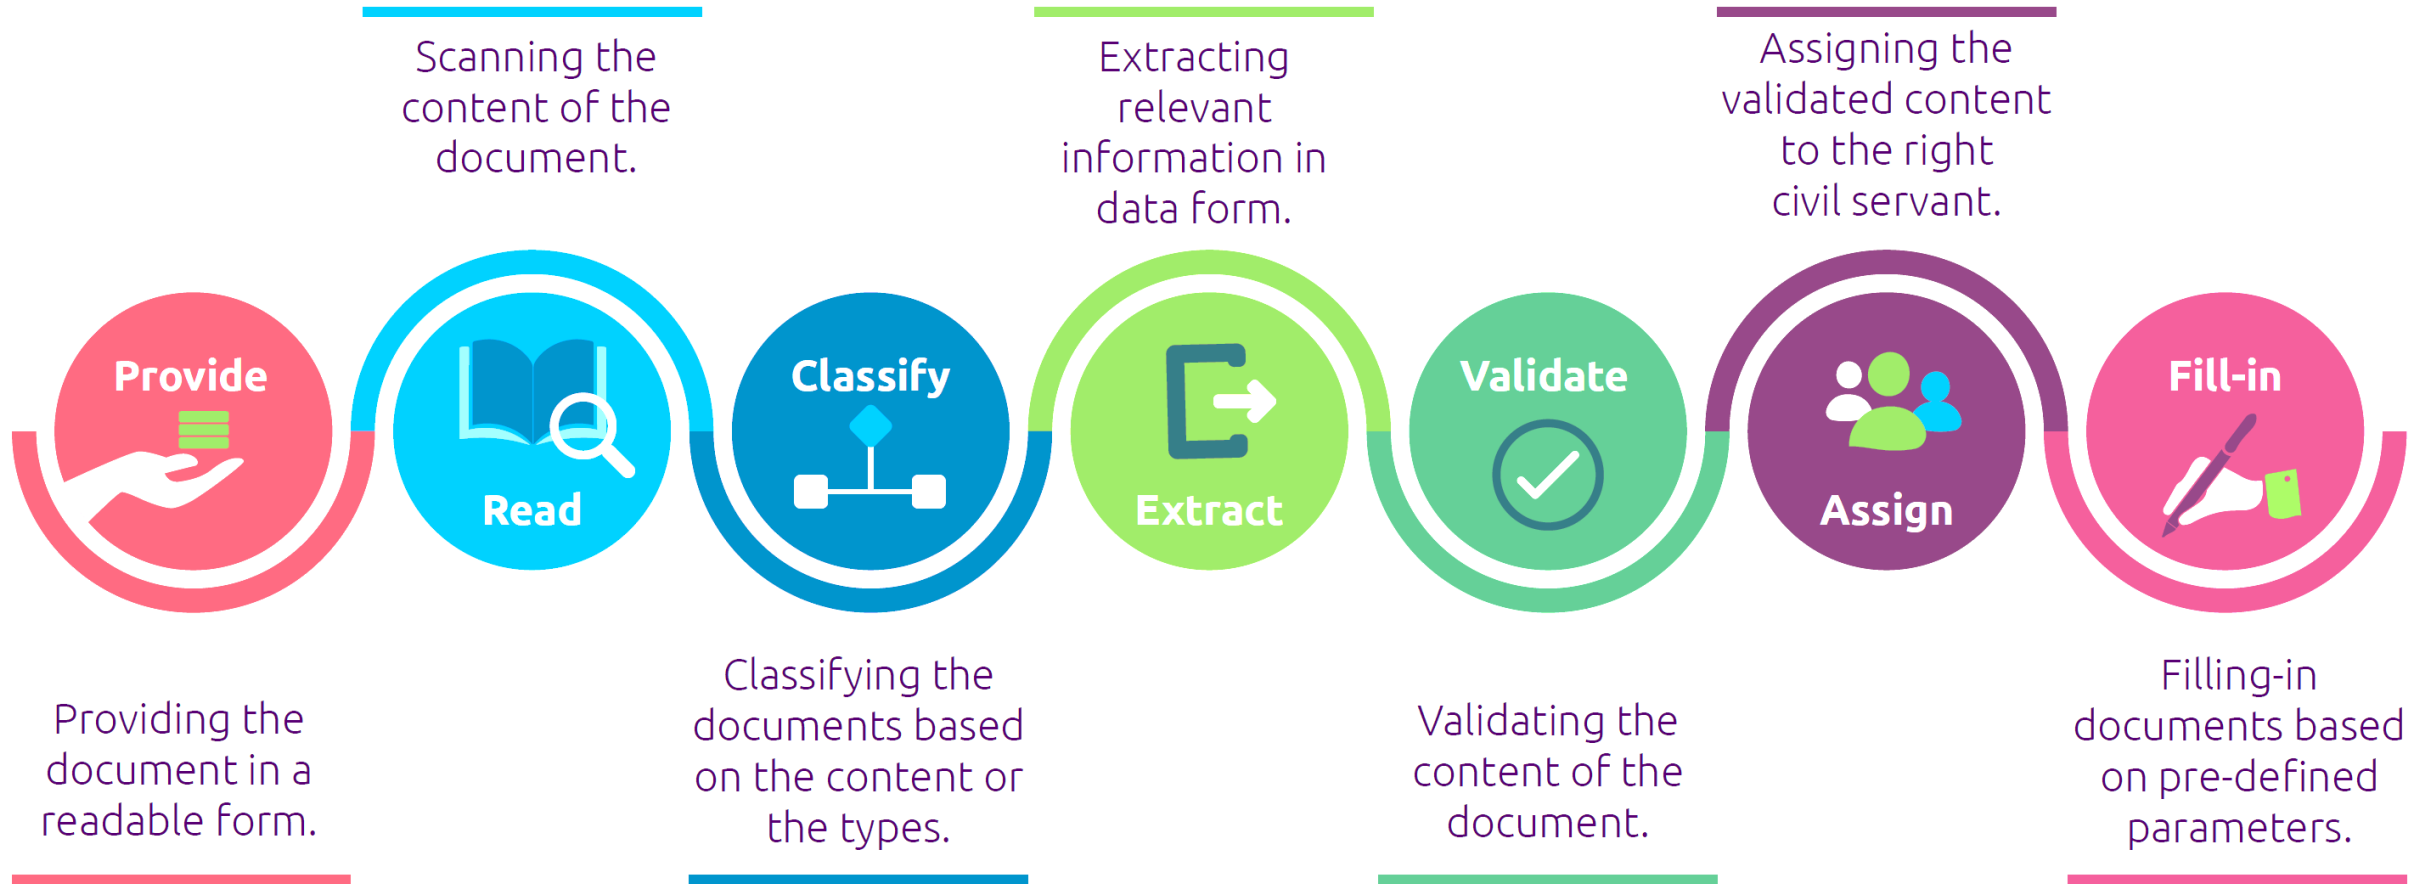 Provide
Providing the
document in a
readable form.
Scanning the
content of the
document.
Read
Classify
Classifying the
documents based
on the content or
the types.
Extracting
relevant
information in
data form.
Extract
Validate
Validating the
content of the
document.
Assigning the
validated content
to the right
civil servant.
Assign
Fill-in
Filling-in
documents based
on pre-defined
parameters.